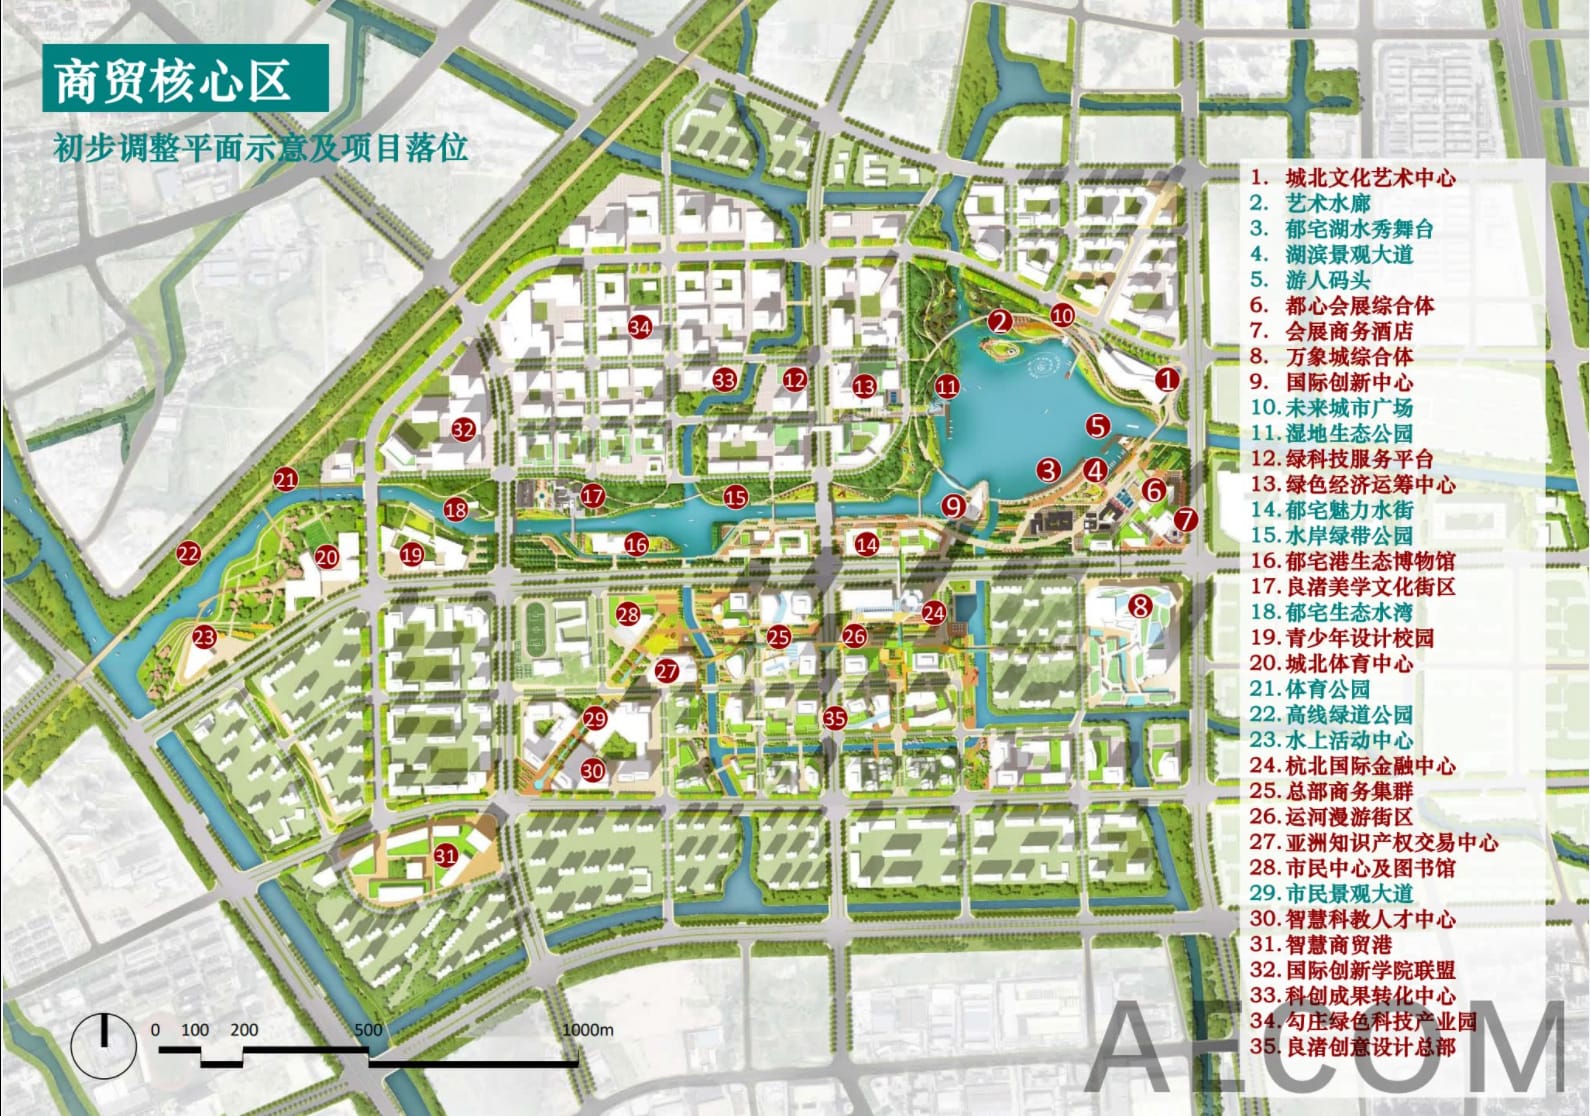 商贸核心区
初步调整平面示意及项目落位
1. 城北文化艺术中心
2. 艺术水廊
3. 郁宅湖水秀舞台
4. 湖滨景观大道
5. 游人码头
6. 都心会展综合体
7. 会展商务酒店
8. 万象城综合体
9. 国际创新中心
10. 未来城市广场
11. 湿地生态公园
12. 绿科技服务平台
13. 绿色经济运筹中心
14. 郁宅魅力水街
15. 水岸绿带公园
16. 郁宅港生态博物馆
17. 良渚美学文化街区
18. 郁宅生态水湾
19. 青少年设计校园
20. 城北体育中心
21. 体育公园
22. 高线绿道公园
23. 水上活动中心
24. 杭北国际金融中心
25. 总部商务集群
26. 运河漫游街区
27. 亚洲知识产权交易中心
28. 市民中心及图书馆
29. 市民景观大道
30. 智慧科教人才中心
31. 智慧商贸港
32. 国际创新学院联盟
33. 科创成果转化中心
34. 勾庄绿色科技产业园
35. 良渚创意设计总部
2
10
1
34
33
12
13
11
32
5
3
4
6
21
17
15
9
7
18
22
20
19
16
14
8
28
24
23
25
26
27
29
35
30
31
0 100 200 500 1000m
AECOM